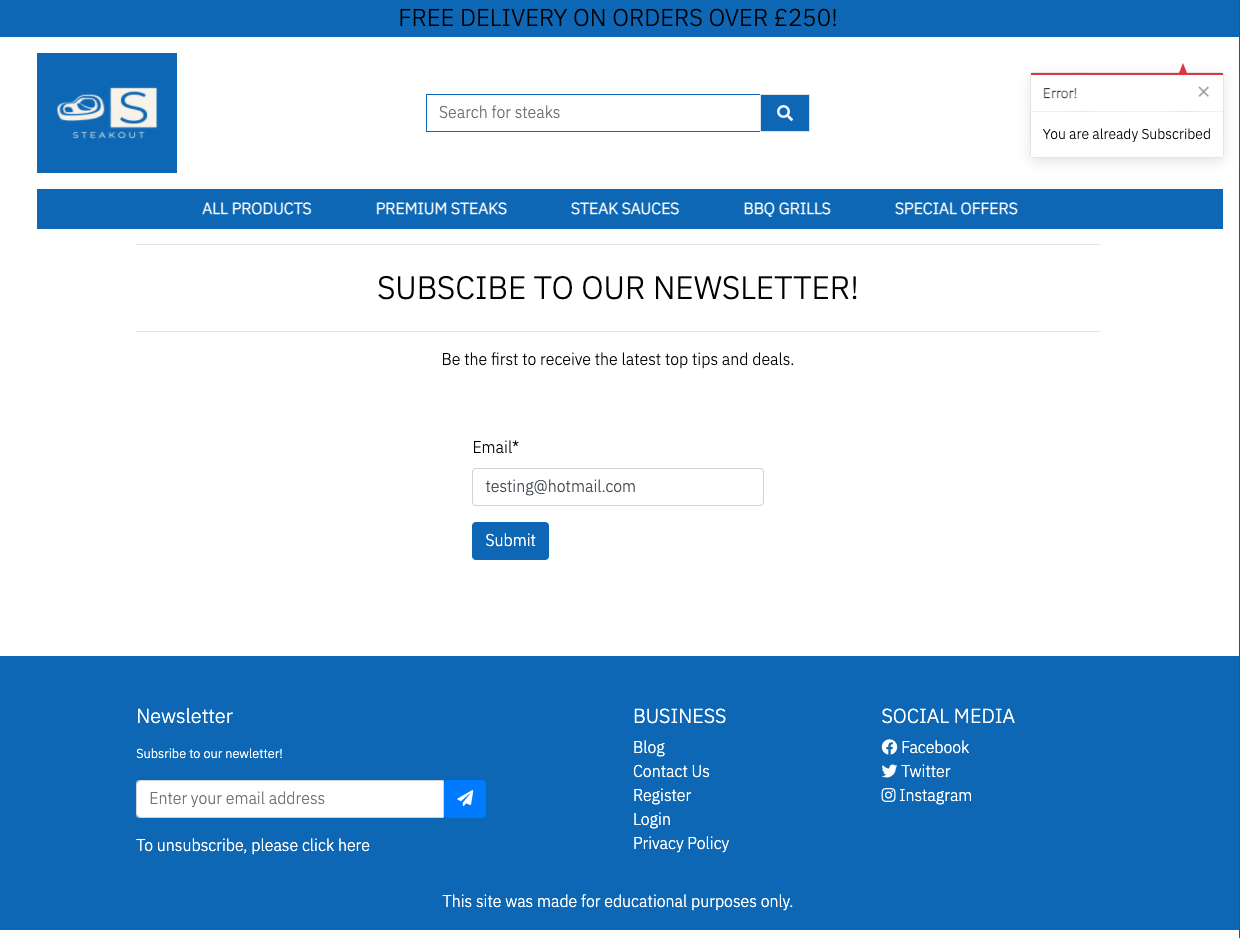 FREE DELIVERY ON ORDERS OVER £250!
S
STEAKOUT
Search for steaks
Error! ×
You are already Subscribed
ALL PRODUCTS PREMIUM STEAKS STEAK SAUCES BBQ GRILLS SPECIAL OFFERS
SUBSCIBE TO OUR NEWSLETTER!
Be the first to receive the latest top tips and deals.
Email*
testing@hotmail.com
Submit
Newsletter
Subsribe to our newletter!
Enter your email address
To unsubscribe, please click here
BUSINESS
Blog
Contact Us
Register
Login
Privacy Policy
SOCIAL MEDIA
Facebook
Twitter
Instagram
This site was made for educational purposes only.